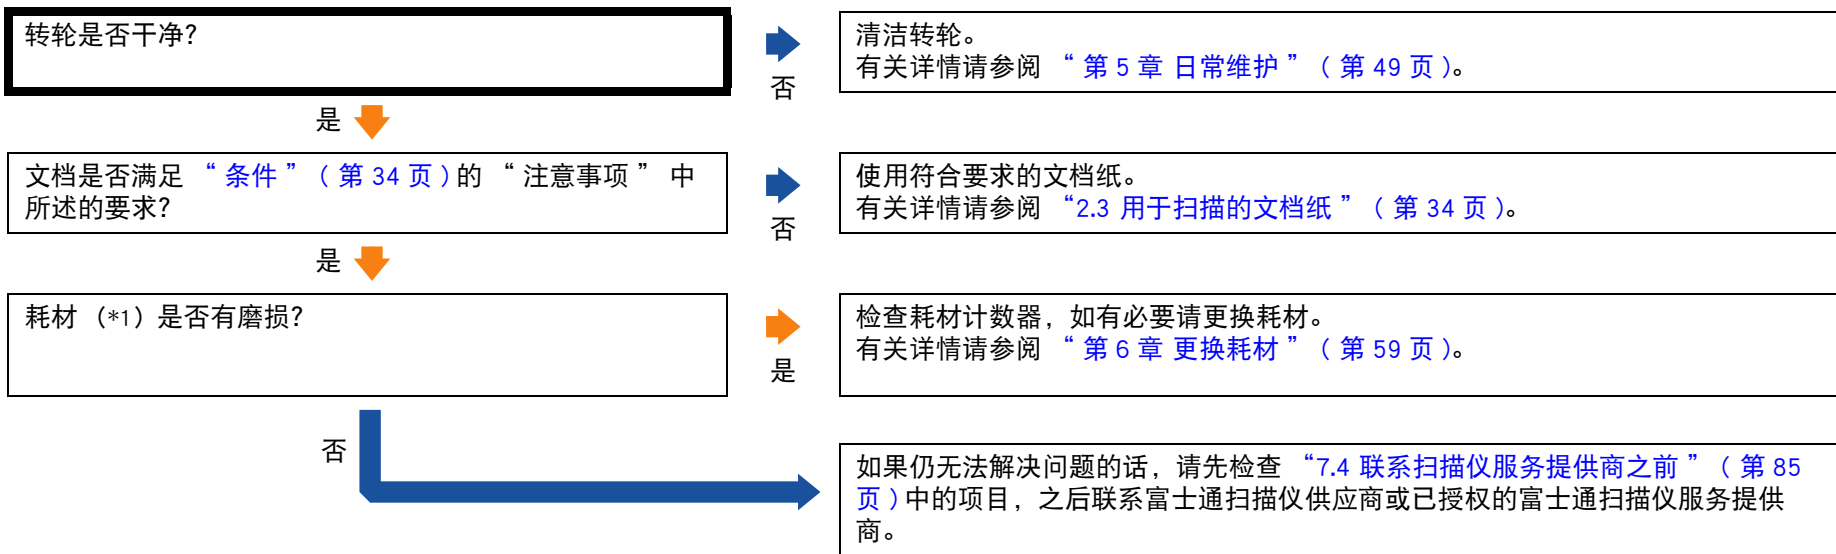 转轮是否干净?
清洁转轮。
有关详情请参阅 “ 第 5 章 日常维护 ” ( 第 49 页 )。
否
是
文档是否满足 “ 条件 ” ( 第 34 页 ) 的 “ 注意事项 ” 中
所述的要求?
使用符合要求的文档纸。
有关详情请参阅 “2.3 用于扫描的文档纸 ” ( 第 34 页 )。
否
是
耗材 (*1) 是否有磨损?
检查耗材计数器, 如有必要请更换耗材。
有关详情请参阅 “ 第 6 章 更换耗材 ” ( 第 59 页 )。
是
否
如果仍无法解决问题的话, 请先检查 “7.4 联系扫描仪服务提供商之前 ” ( 第 85
页 ) 中的项目, 之后联系富士通扫描仪供应商或已授权的富士通扫描仪服务提供
商。